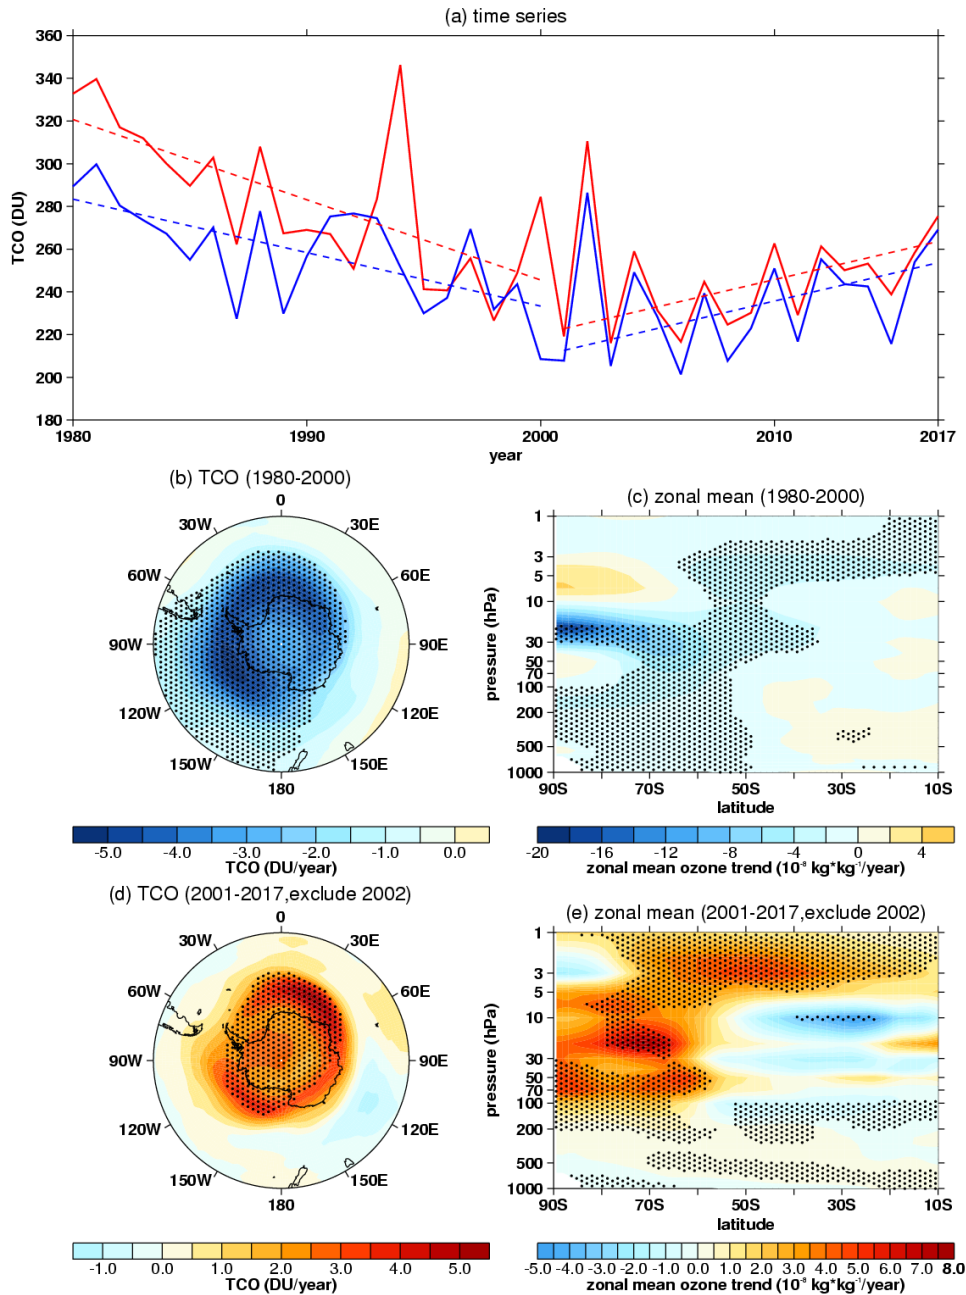 (a) time series
360
340
320
300
280
260
240
220
200
180
TCO (DU)
1980
1990
2000
2010
2017
year
(b) TCO (1980-2000)
0
30W
30E
60W
60E
90W
90E
120W
120E
150W
150E
180
-5.0
-4.0
-3.0
-2.0
-1.0
0.0
TCO (DU/year)
(c) zonal mean (1980-2000)
1
3
5
10
30
50
70
100
200
500
1000
pressure (hPa)
90S
70S
50S
30S
10S
latitude
-20
-16
-12
-8
-4
0
4
zonal mean ozone trend (10⁻⁸ kg*kg⁻¹/year)
(d) TCO (2001-2017,exclude 2002)
0
30W
30E
60W
60E
90W
90E
120W
120E
150W
150E
180
-1.0
0.0
1.0
2.0
3.0
4.0
5.0
TCO (DU/year)
(e) zonal mean (2001-2017,exclude 2002)
1
3
5
10
30
50
70
100
200
500
1000
pressure (hPa)
90S
70S
50S
30S
10S
latitude
-5.0
-4.0
-3.0
-2.0
-1.0
0.0
1.0
2.0
3.0
4.0
5.0
6.0
7.0
8.0
zonal mean ozone trend (10⁻⁸ kg*kg⁻¹/year)